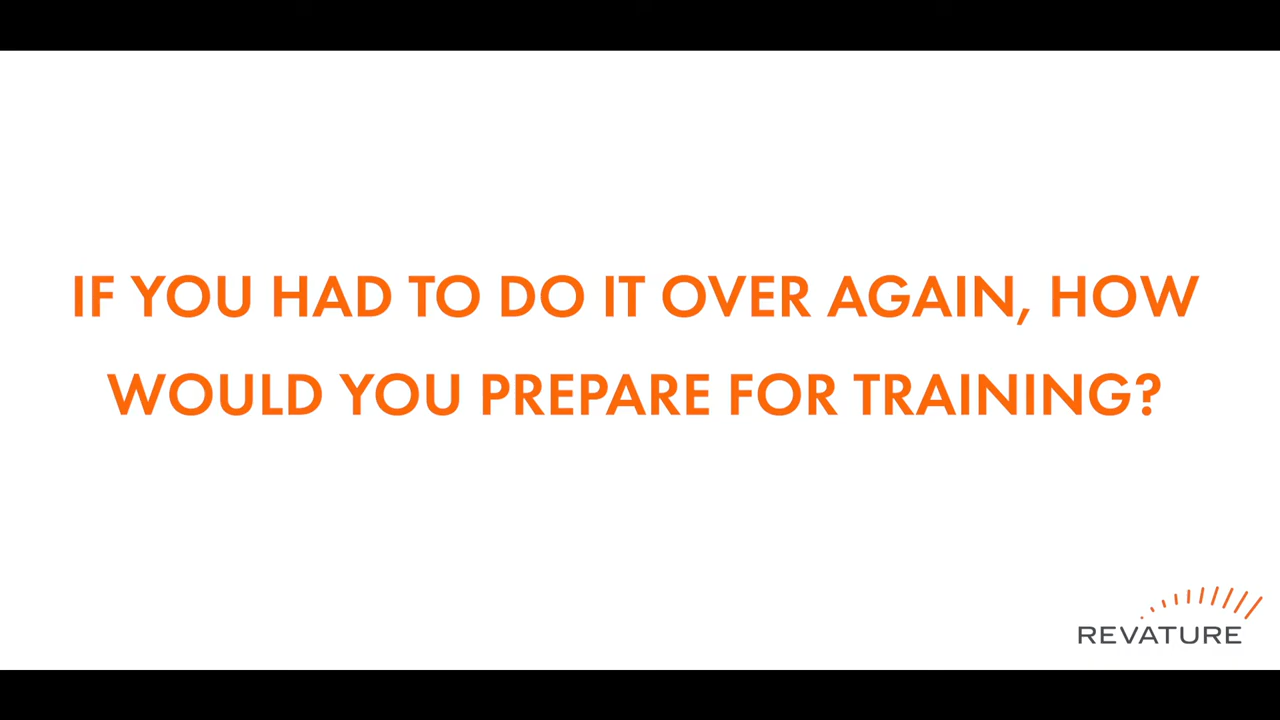 IF YOU HAD TO DO IT OVER AGAIN, HOW
WOULD YOU PREPARE FOR TRAINING?
REVATURE